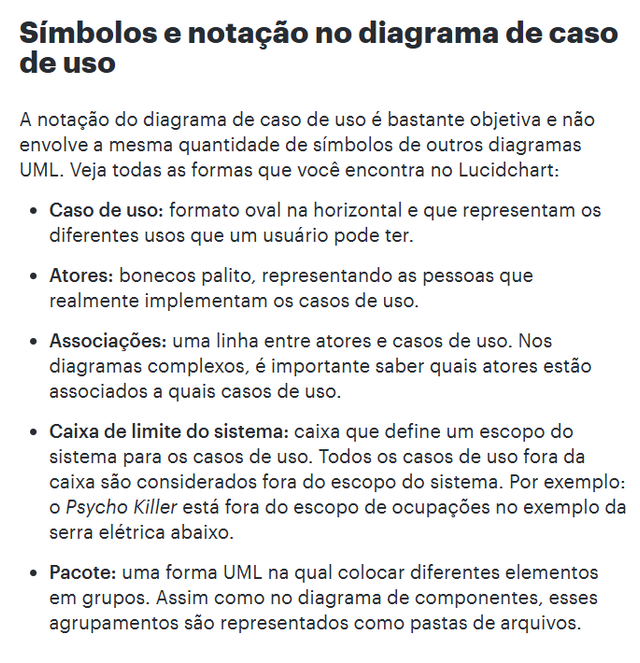 Símbolos e notação no diagrama de caso
de uso
A notação do diagrama de caso de uso é bastante objetiva e não
envolve a mesma quantidade de símbolos de outros diagramas
UML. Veja todas as formas que você encontra no Lucidchart:
• Caso de uso: formato oval na horizontal e que representam os
diferentes usos que um usuário pode ter.
• Atores: bonecos palito, representando as pessoas que
realmente implementam os casos de uso.
• Associações: uma linha entre atores e casos de uso. Nos
diagramas complexos, é importante saber quais atores estão
associados a quais casos de uso.
• Caixa de limite do sistema: caixa que define um escopo do
sistema para os casos de uso. Todos os casos de uso fora da
caixa são considerados fora do escopo do sistema. Por exemplo:
o Psycho Killer está fora do escopo de ocupações no exemplo da
serra elétrica abaixo.
• Pacote: uma forma UML na qual colocar diferentes elementos
em grupos. Assim como no diagrama de componentes, esses
agrupamentos são representados como pastas de arquivos.